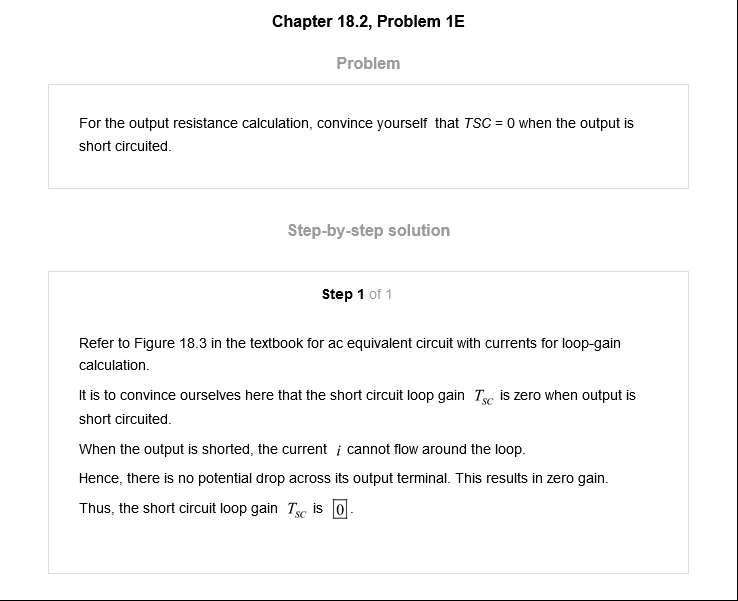 Chapter 18.2, Problem 1E
Problem
For the output resistance calculation, convince yourself that TSC = 0 when the output is
short circuited.
Step-by-step solution
Step 1 of 1
Refer to Figure 18.3 in the textbook for ac equivalent circuit with currents for loop-gain
calculation.
It is to convince ourselves here that the short circuit loop gain T_SC is zero when output is
short circuited.
When the output is shorted, the current i cannot flow around the loop.
Hence, there is no potential drop across its output terminal. This results in zero gain.
Thus, the short circuit loop gain T_SC is 0.